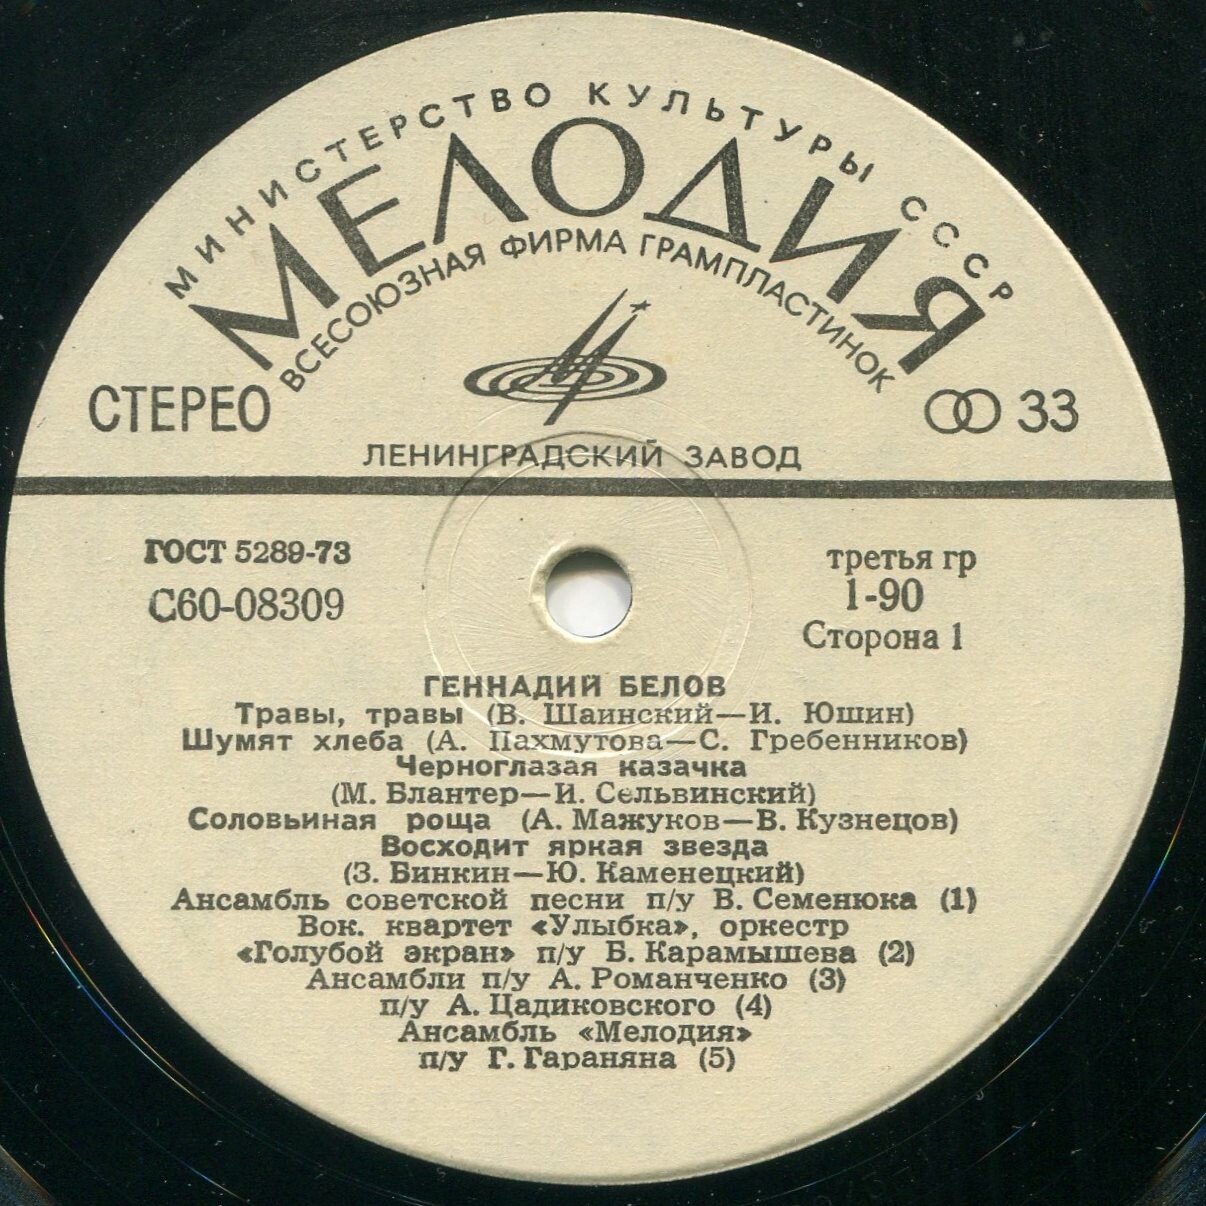 МИНИСТЕРСТВО КУЛЬТУРЫ СССР
МЕЛОДИЯ
ВСЕСОЮЗНАЯ ФИРМА ГРАМПЛАСТИНОК
СТЕРЕО
33
ЛЕНИНГРАДСКИЙ ЗАВОД
ГОСТ 5289-73
третья гр
С60-08309
1-90
Сторона 1
ГЕННАДИЙ БЕЛОВ
Травы, травы (В. Шаинский—И. Юшин)
Шумят хлеба (А. Пахмутова—С. Гребенников)
Черноглазая казачка
(М. Блантер—И. Сельвинский)
Соловьиная роща (А. Мажуков—В. Кузнецов)
Восходит яркая звезда
(З. Бинкин—Ю. Каменецкий)
Ансамбль советской песни п/у В. Семенюка (1)
Вок. квартет «Улыбка», оркестр
«Голубой экран» п/у Б. Карамышева (2)
Ансамбли п/у А. Романченко (3)
п/у А. Цадиковского (4)
Ансамбль «Мелодия»
п/у Г. Гараняна (5)